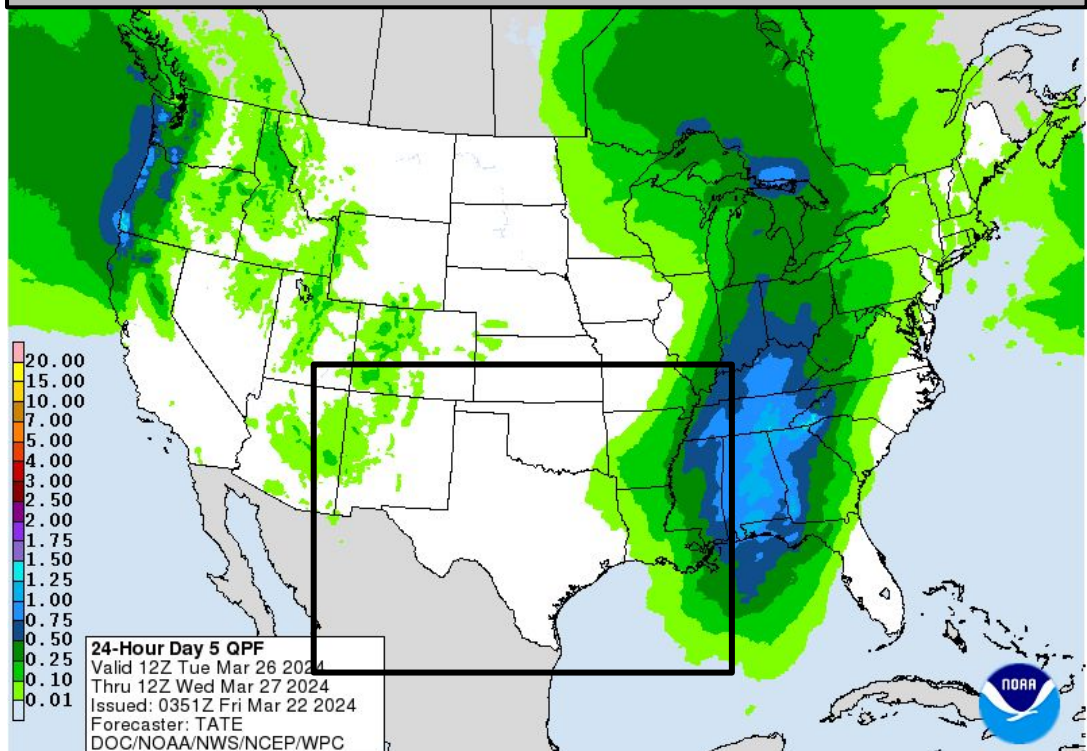 20.00
15.00
10.00
7.00
5.00
4.00
3.00
2.50
2.00
1.75
1.50
1.25
1.00
0.75
0.50
0.25
0.10
0.01
24-Hour Day 5 QPF
Valid 12Z Tue Mar 26 2024
Thru 12Z Wed Mar 27 2024
Issued: 0351Z Fri Mar 22 2024
Forecaster: TATE
DOC/NOAA/NWS/NCEP/WPC
NOAA